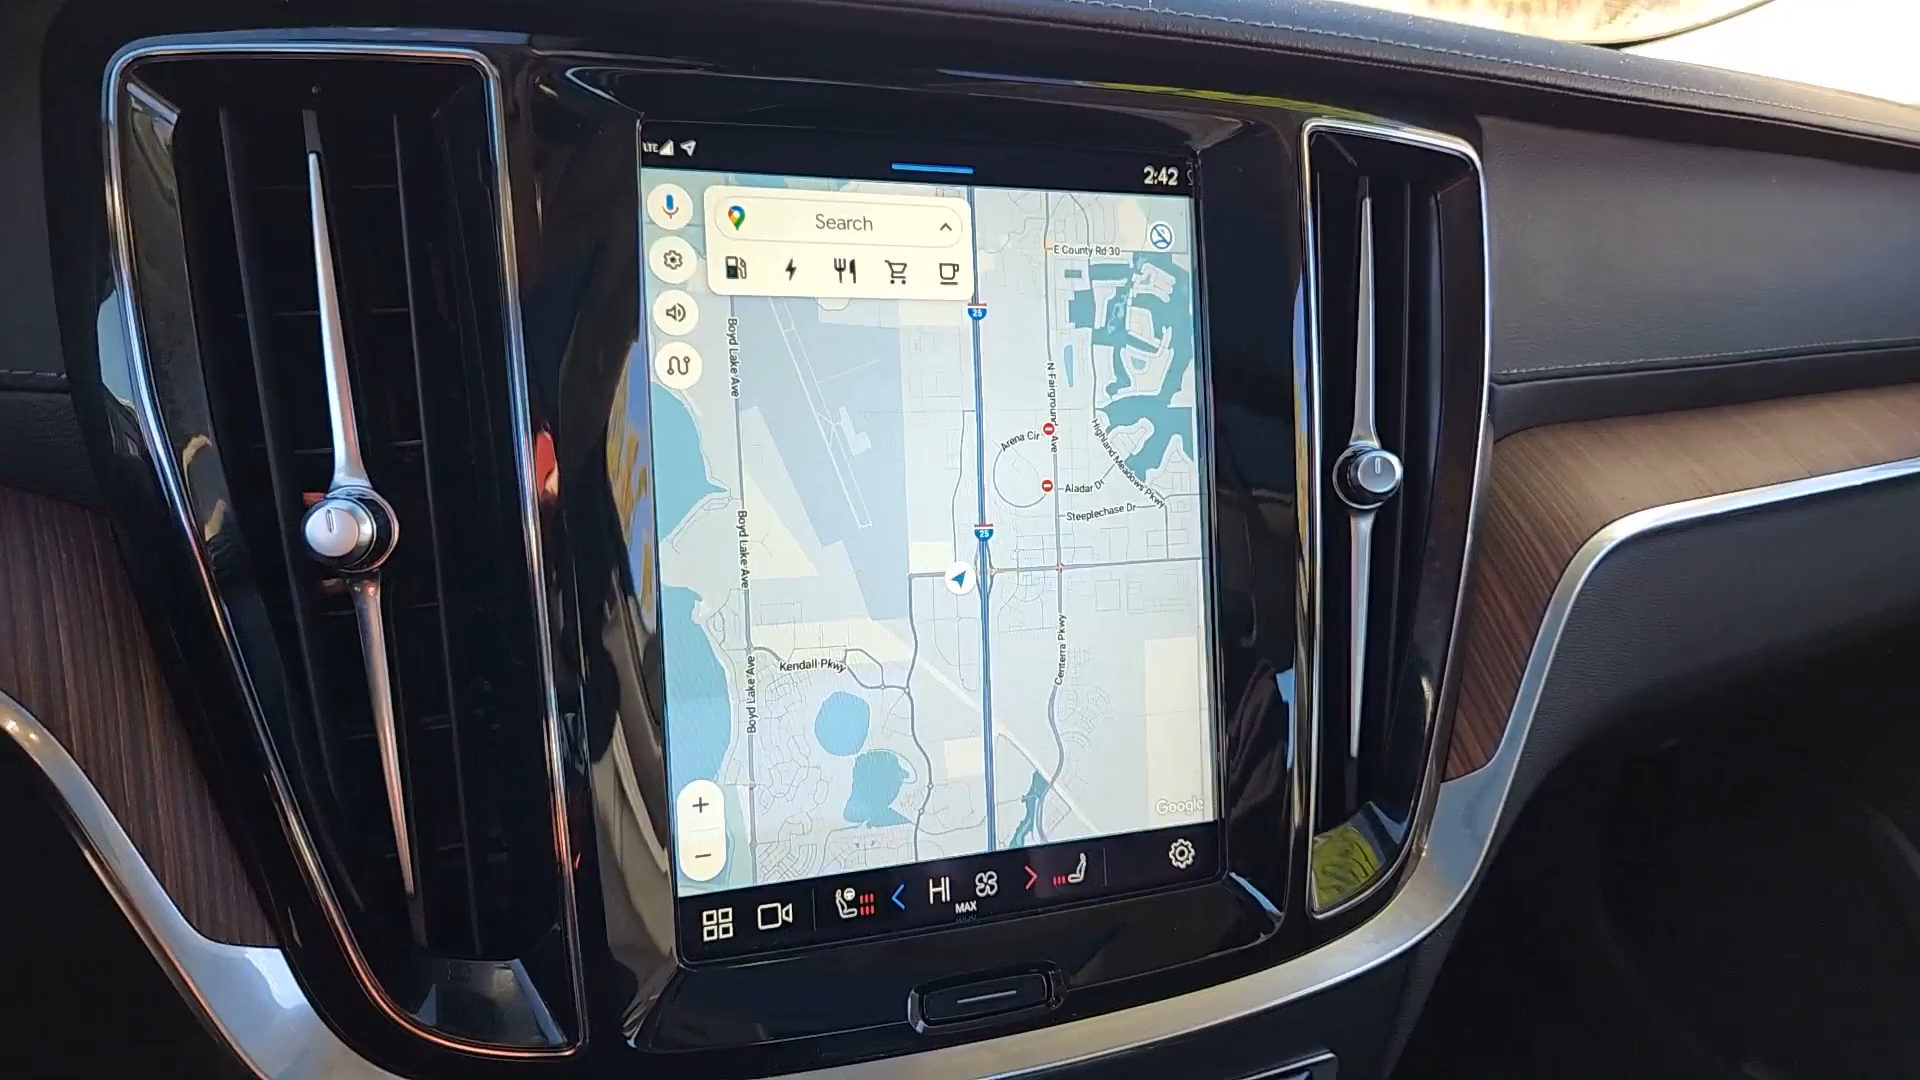 LTE
2:42
Search
E County Rd 30
25
Boyd Lake Ave
N Fairgrounds Ave
Arena Cir
Highland Meadows Pkwy
Aladar Dr
Steeplechase Dr
25
Boyd Lake Ave
Centerra Pkwy
Kendall Pkwy
Boyd Lake Ave
Google
HI
MAX